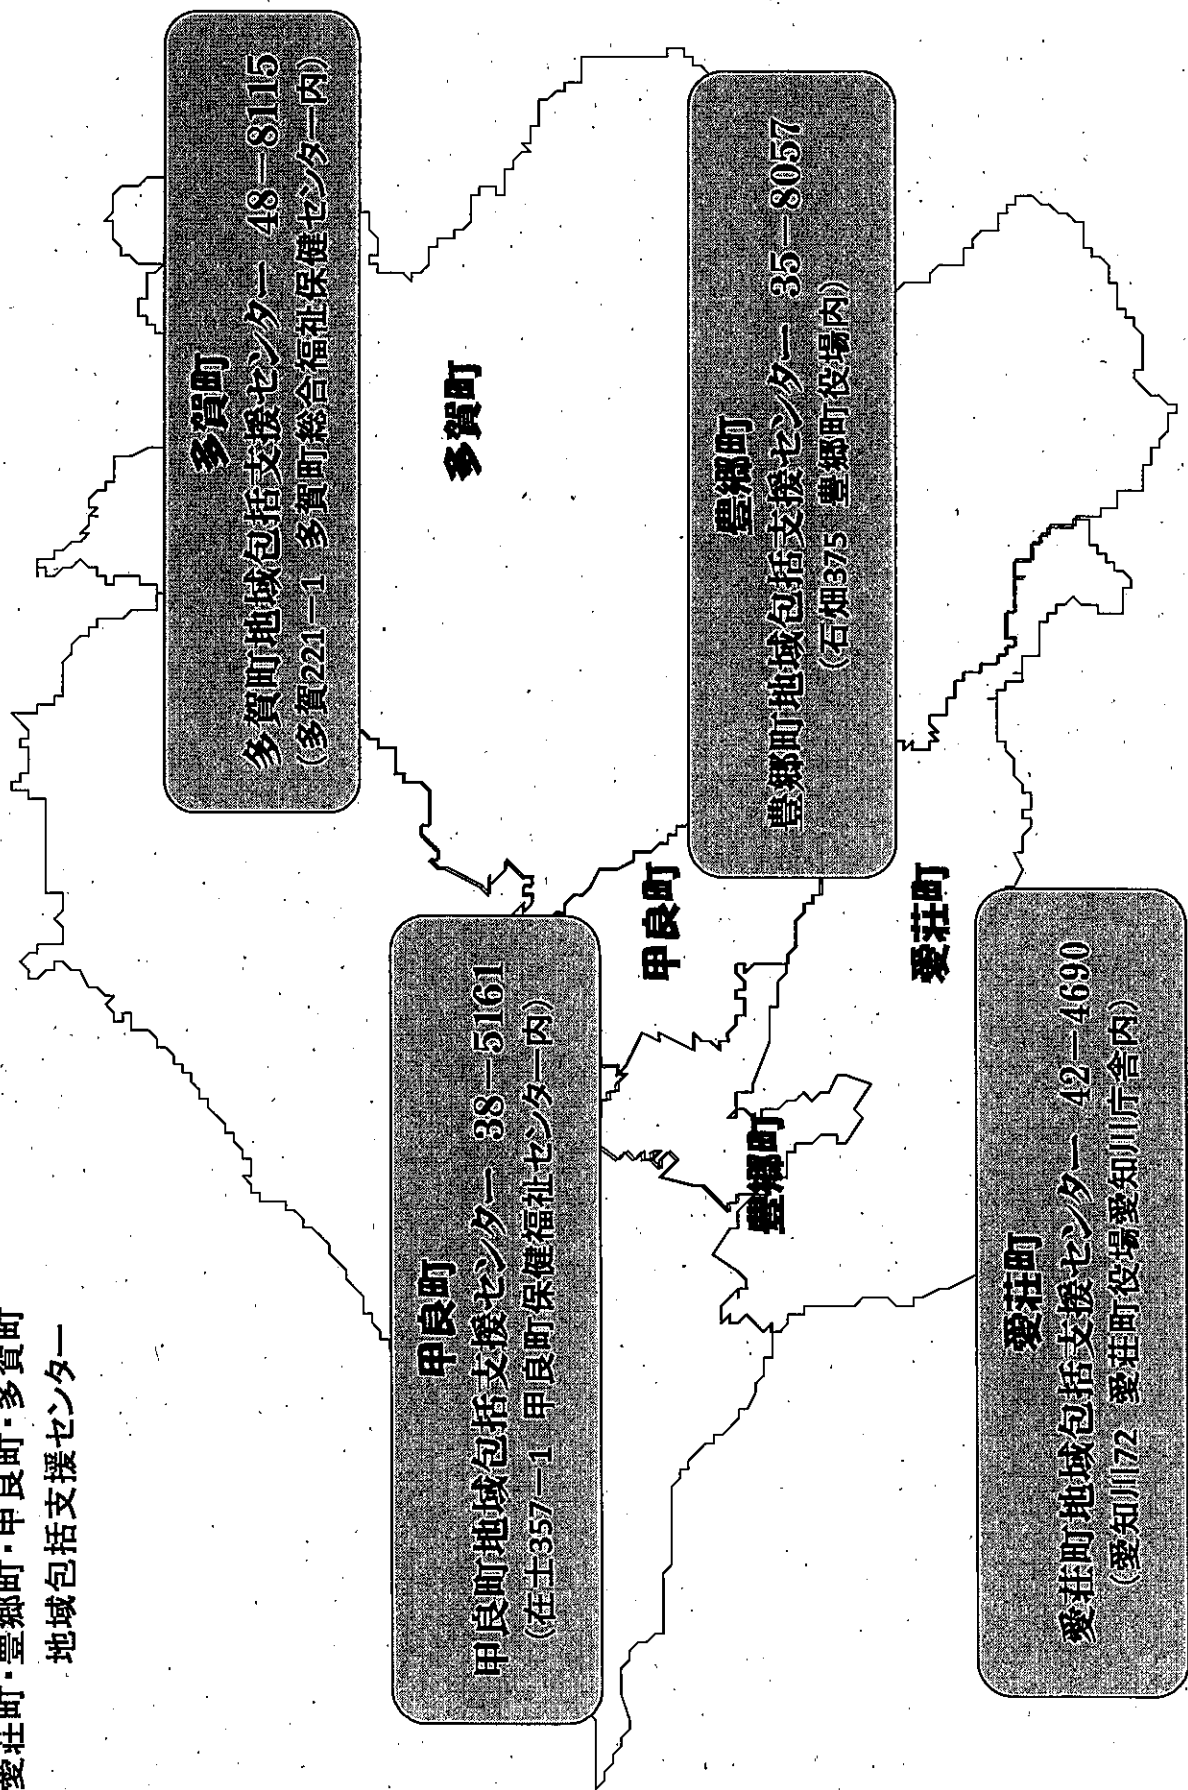 愛荘町・豊郷町・甲良町・多賀町
地域包括支援センター
多賀町
多賀町地域包括支援センター 48－8115
(多賀221－1 多賀町総合福祉保健センター内)
甲良町
甲良町地域包括支援センター 38－5161
(在士357－1 甲良町保健福祉センター内)
多賀町
甲良町
豊郷町
豊郷町地域包括支援センター 35－8057
(石畑375 豊郷町役場内)
豊郷町
愛荘町
愛荘町
愛荘町地域包括支援センター 42－4690
(愛知川72 愛荘町役場愛知川庁舎内)